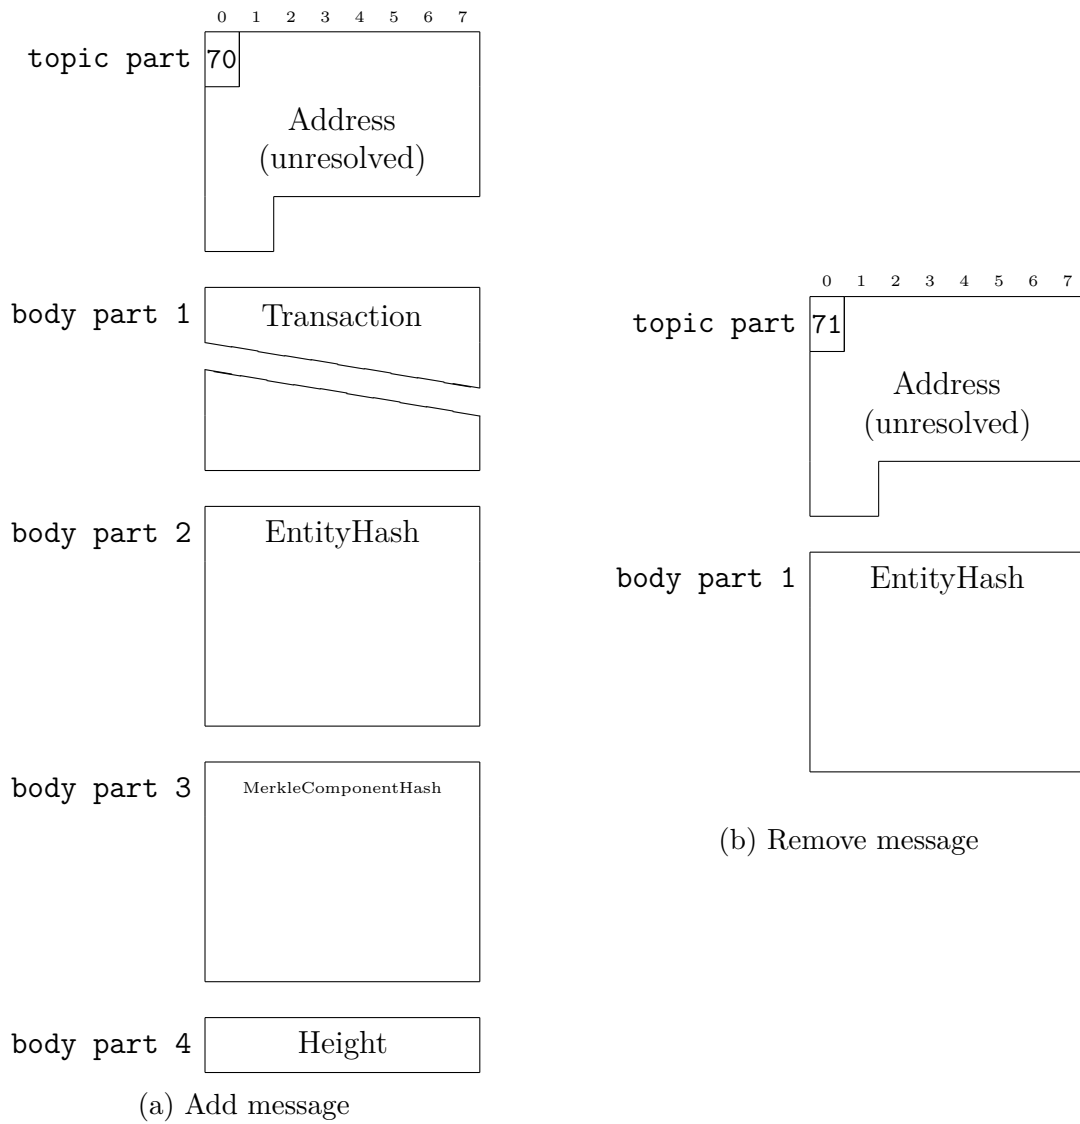 0 1 2 3 4 5 6 7
topic part 70
Address
(unresolved)
body part 1 Transaction
body part 2 EntityHash
body part 3 MerkleComponentHash
body part 4 Height
(a) Add message
0 1 2 3 4 5 6 7
topic part 71
Address
(unresolved)
body part 1 EntityHash
(b) Remove message